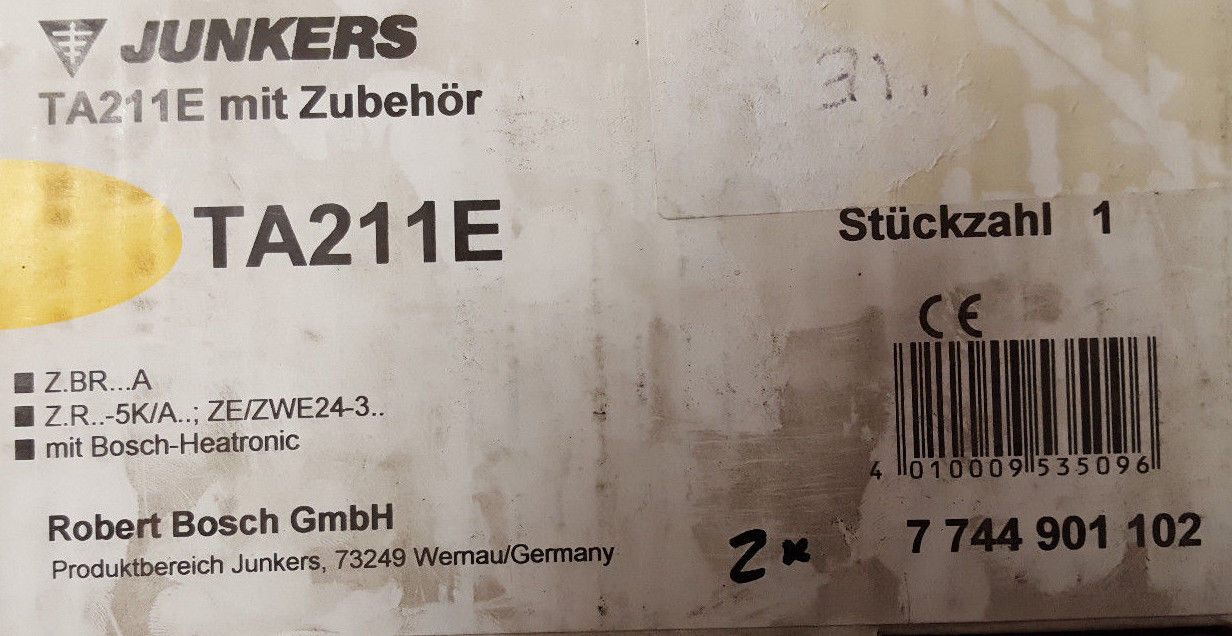 JUNKERS
TA211E mit Zubehör
TA211E
Stückzahl 1
CE
Z.BR...A
Z.R..-5K/A..; ZE/ZWE24-3..
mit Bosch-Heatronic
4 010009 535096
Robert Bosch GmbH
Produktbereich Junkers, 73249 Wernau/Germany
2x
7 744 901 102